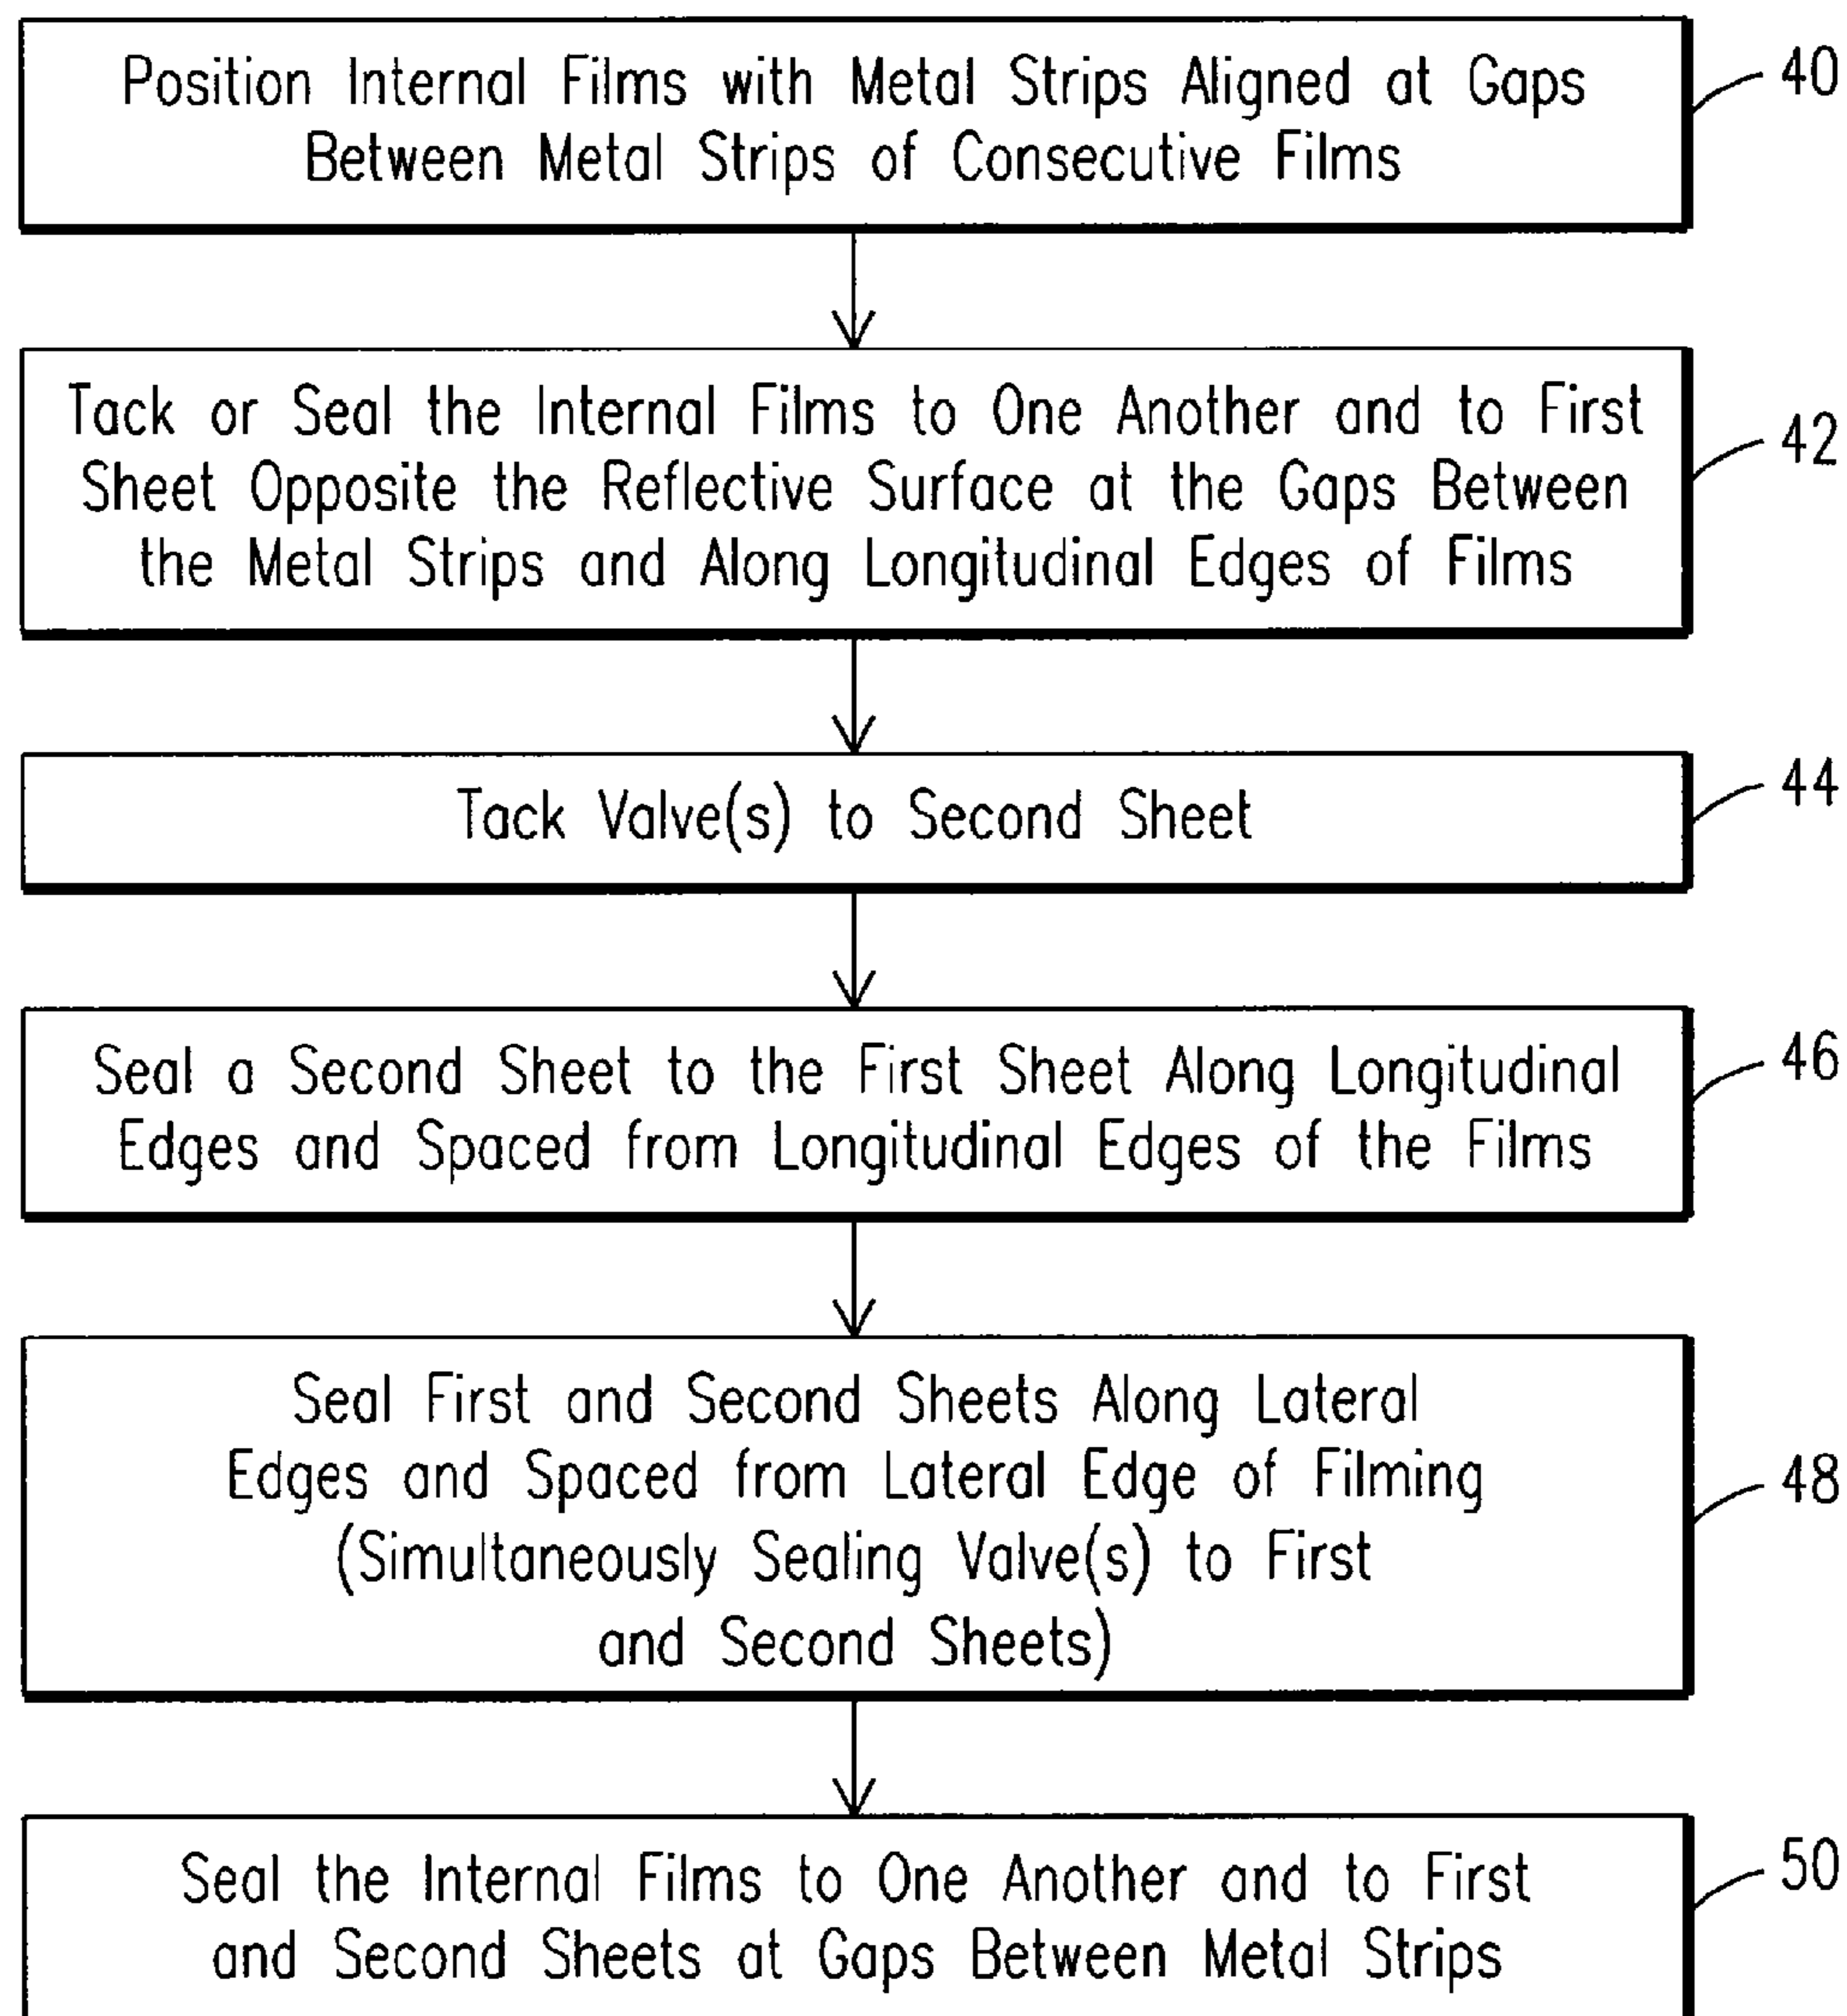 Position Internal Films with Metal Strips Aligned at Gaps
Between Metal Strips of Consecutive Films
40
Tack or Seal the Internal Films to One Another and to First
Sheet Opposite the Reflective Surface at the Gaps Between
the Metal Strips and Along Longitudinal Edges of Films
42
Tack Valve(s) to Second Sheet
44
Seal a Second Sheet to the First Sheet Along Longitudinal
Edges and Spaced from Longitudinal Edges of the Films
46
Seal First and Second Sheets Along Lateral
Edges and Spaced from Lateral Edge of Filming
(Simultaneously Sealing Valve(s) to First
and Second Sheets)
48
Seal the Internal Films to One Another and to First
and Second Sheets at Gaps Between Metal Strips
50